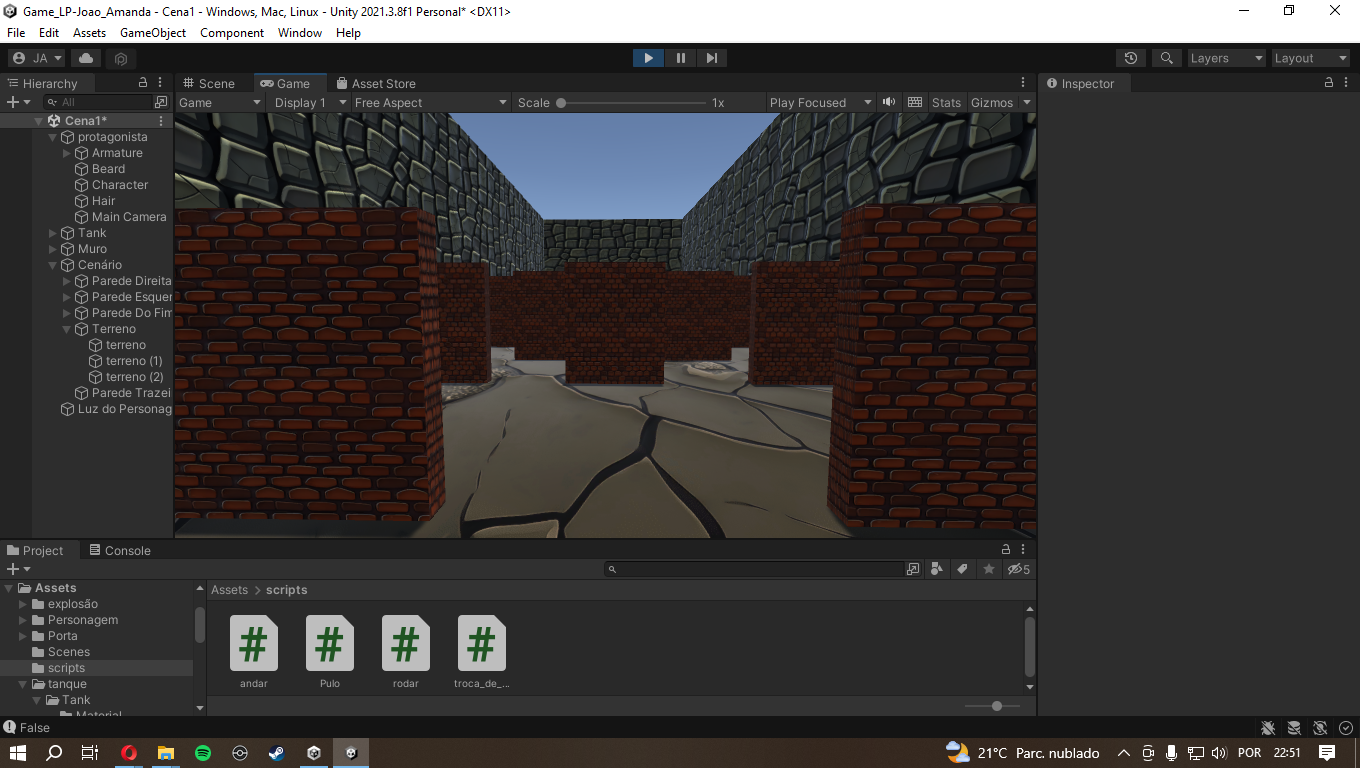 Game_LP-Joao_Amanda - Cena1 - Windows, Mac, Linux - Unity 2021.3.8f1 Personal* <DX11>
File Edit Assets GameObject Component Window Help
JA Layers Layout
Hierarchy Scene Game Asset Store Inspector
All Game Display 1 Free Aspect Scale 1x Play Focused Stats Gizmos
Cena1*
protagonista
Armature
Beard
Character
Hair
Main Camera
Tank
Muro
Cenário
Parede Direita
Parede Esquer
Parede Do Fim
Terreno
terreno
terreno (1)
terreno (2)
Parede Trazei
Luz do Personag
Project Console
5
Assets
explosão
Personagem
Porta
Scenes
scripts
tanque
Tank
Material
Assets > scripts
# # # #
andar Pulo rodar troca_de_...
False
21°C Parc. nublado POR 22:51